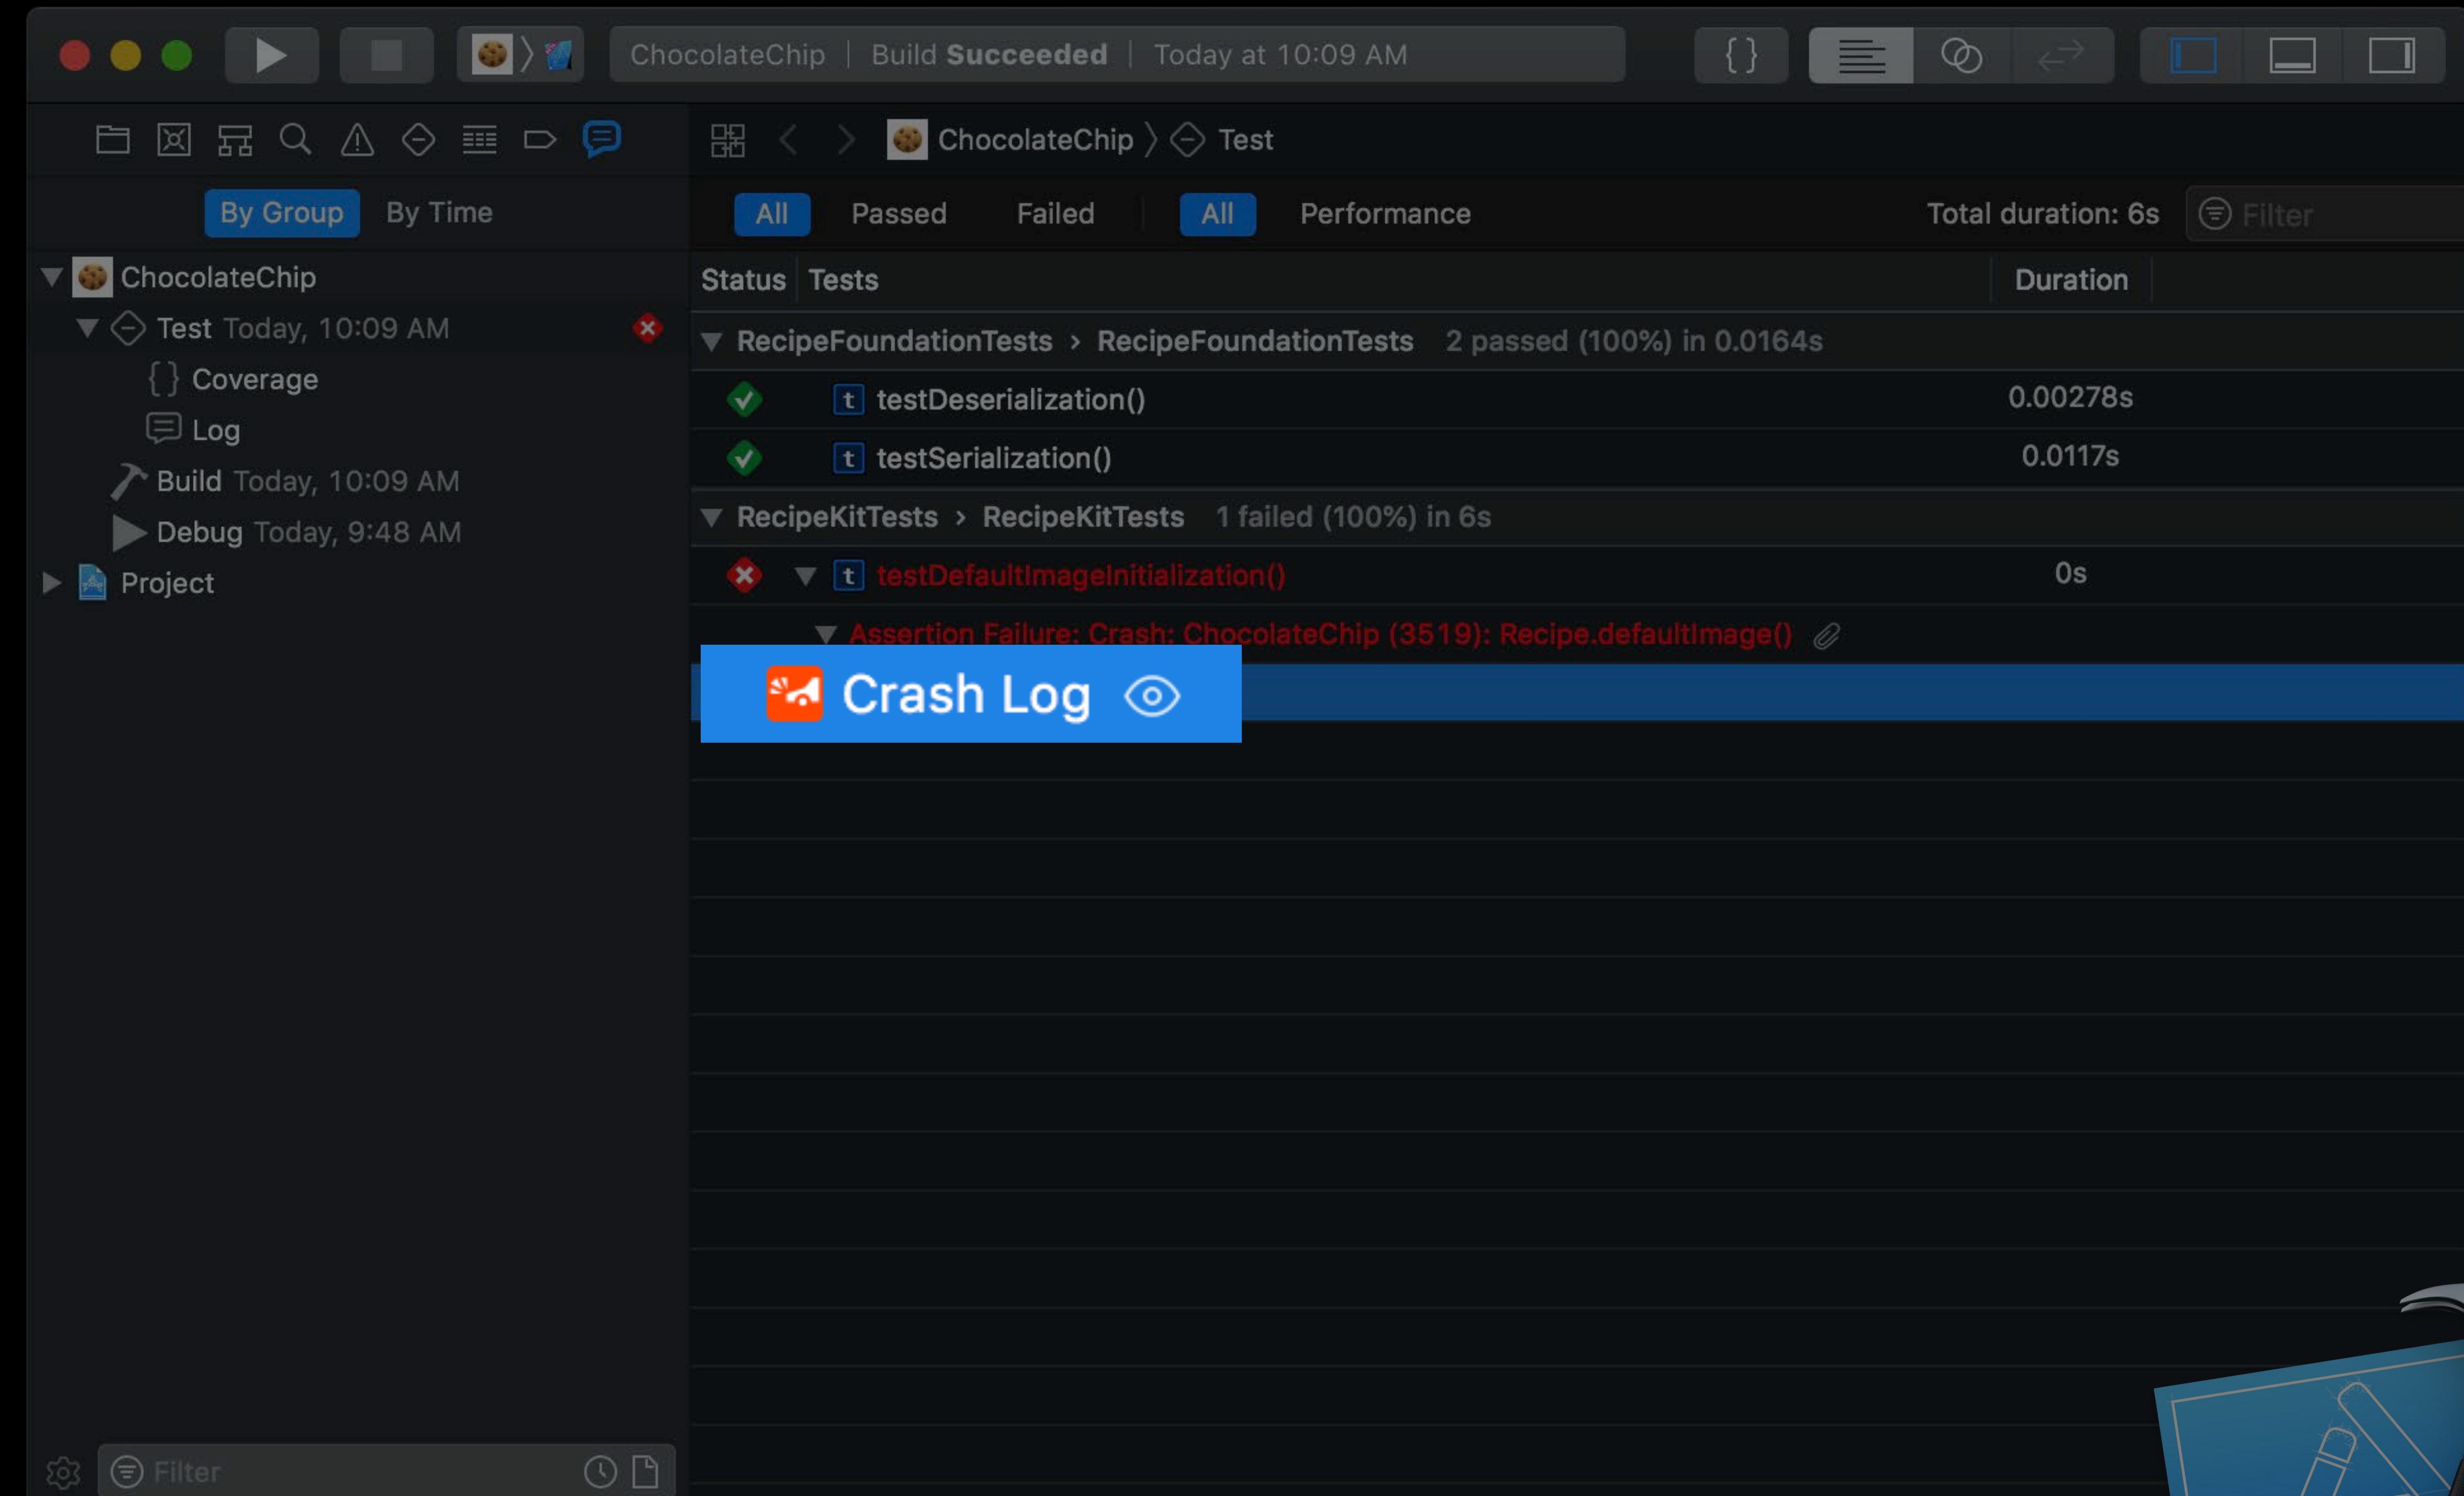 ChocolateChip | Build Succeeded | Today at 10:09 AM
{ }
ChocolateChip 〉 Test
By Group By Time
All Passed Failed All Performance Total duration: 6s Filter
ChocolateChip
Test Today, 10:09 AM
{ } Coverage
Log
Build Today, 10:09 AM
Debug Today, 9:48 AM
Project
Status Tests Duration
RecipeFoundationTests › RecipeFoundationTests 2 passed (100%) in 0.0164s
t testDeserialization() 0.00278s
t testSerialization() 0.0117s
RecipeKitTests › RecipeKitTests 1 failed (100%) in 6s
t testDefaultImageInitialization() 0s
Assertion Failure: Crash: ChocolateChip (3519): Recipe.defaultImage()
Crash Log
Filter